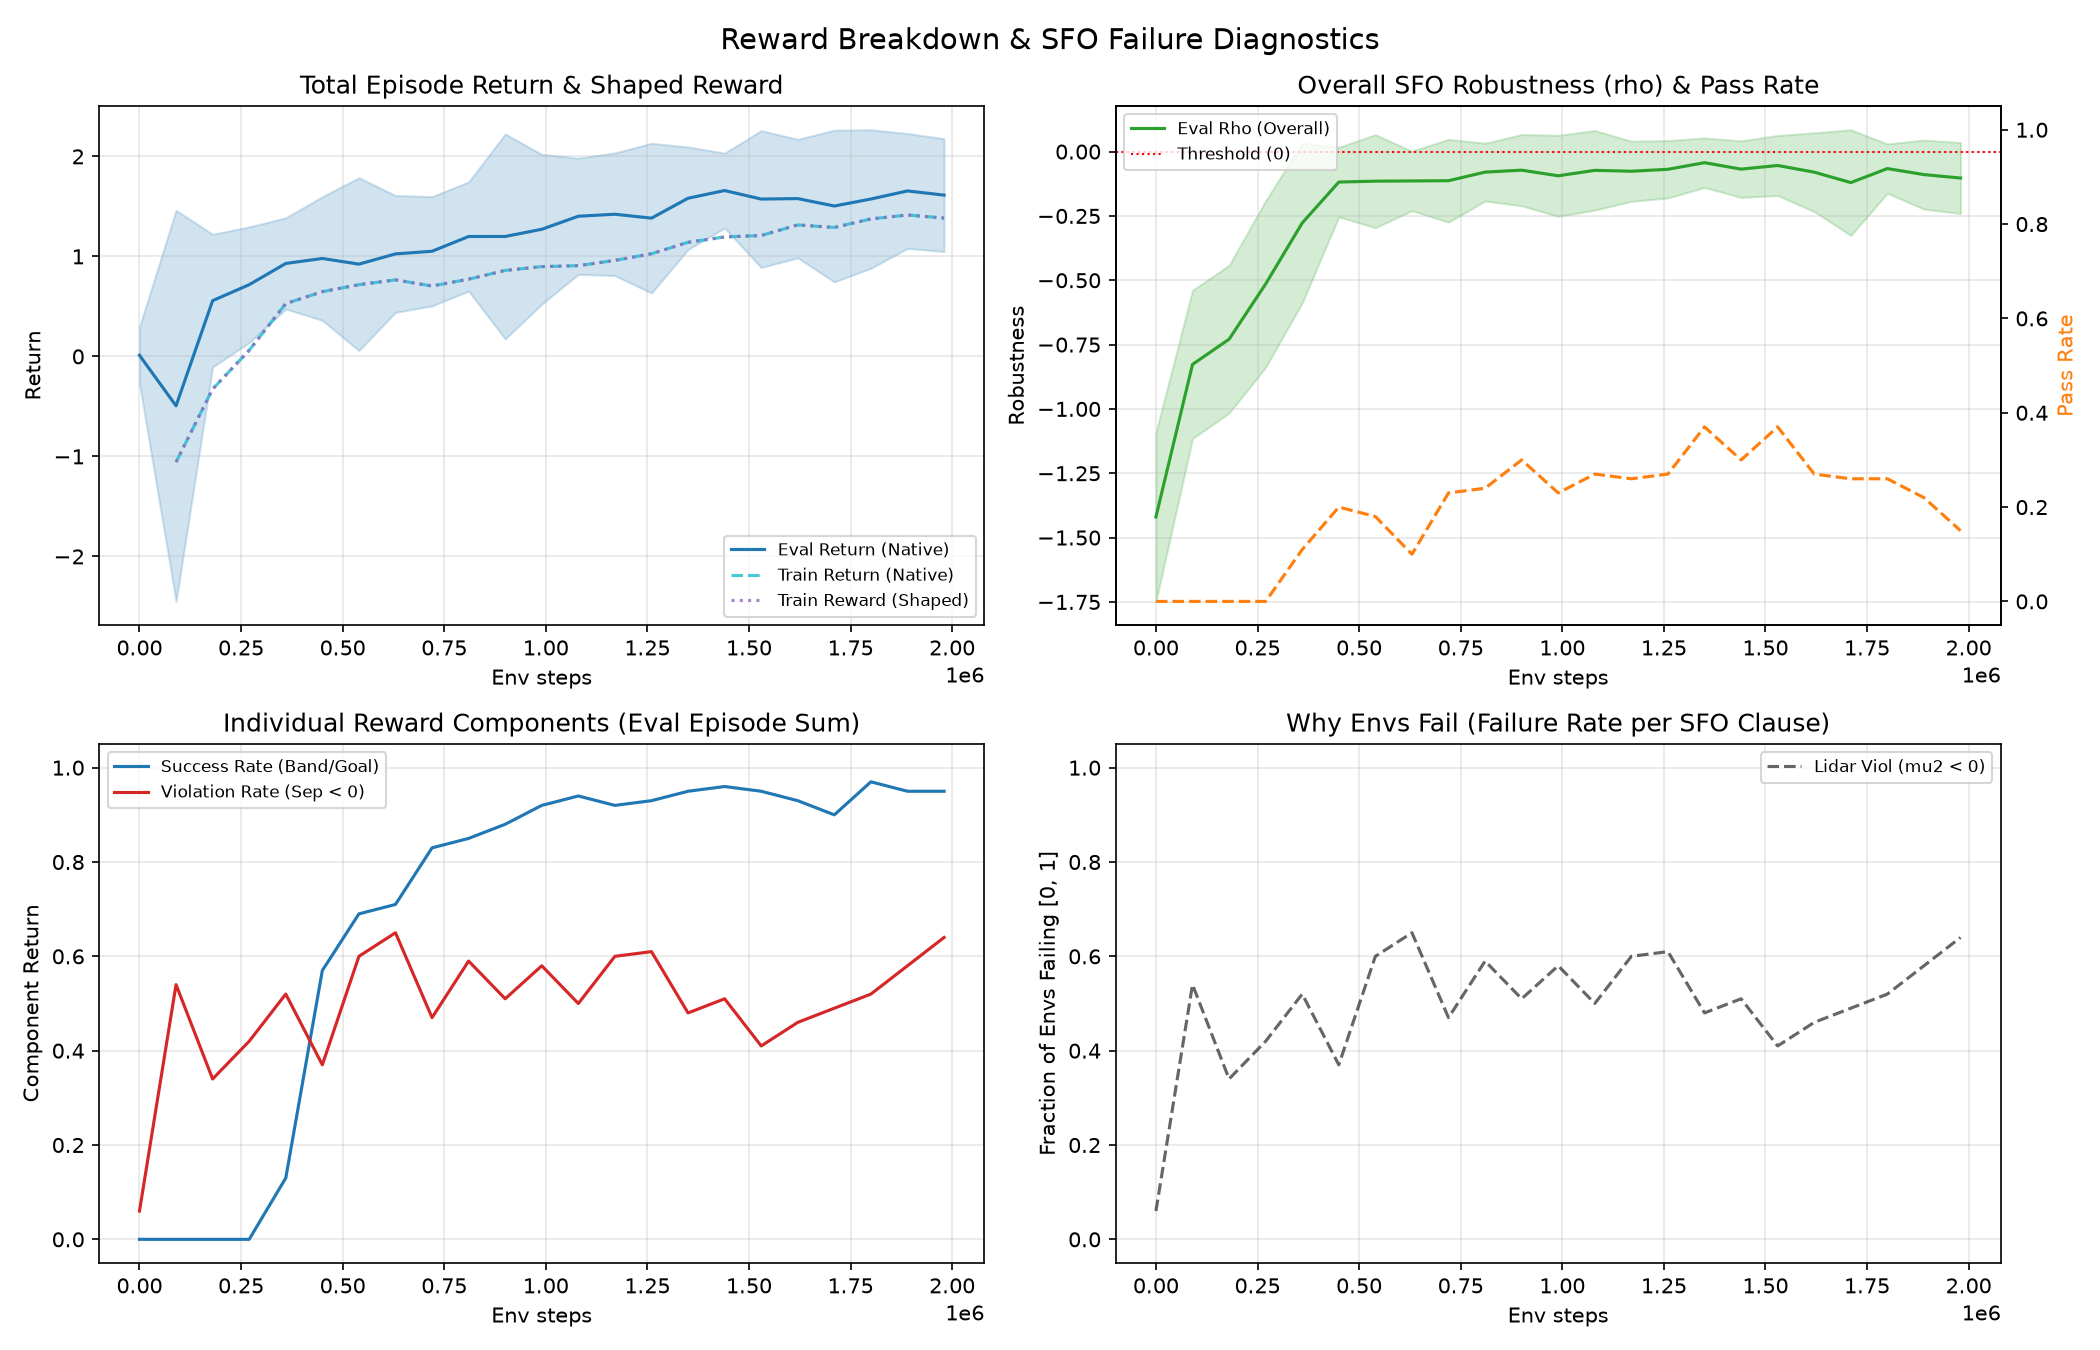 Reward Breakdown & SFO Failure Diagnostics
Total Episode Return & Shaped Reward
2
1
0
−1
−2
Return
Eval Return (Native)
Train Return (Native)
Train Reward (Shaped)
0.00 0.25 0.50 0.75 1.00 1.25 1.50 1.75 2.00
1e6
Env steps
Overall SFO Robustness (rho) & Pass Rate
Eval Rho (Overall)
Threshold (0)
0.00
−0.25
−0.50
−0.75
−1.00
−1.25
−1.50
−1.75
Robustness
1.0
0.8
0.6
0.4
0.2
0.0
Pass Rate
0.00 0.25 0.50 0.75 1.00 1.25 1.50 1.75 2.00
1e6
Env steps
Individual Reward Components (Eval Episode Sum)
Success Rate (Band/Goal)
Violation Rate (Sep < 0)
1.0
0.8
0.6
0.4
0.2
0.0
Component Return
0.00 0.25 0.50 0.75 1.00 1.25 1.50 1.75 2.00
1e6
Env steps
Why Envs Fail (Failure Rate per SFO Clause)
Lidar Viol (mu2 < 0)
1.0
0.8
0.6
0.4
0.2
0.0
Fraction of Envs Failing [0, 1]
0.00 0.25 0.50 0.75 1.00 1.25 1.50 1.75 2.00
1e6
Env steps